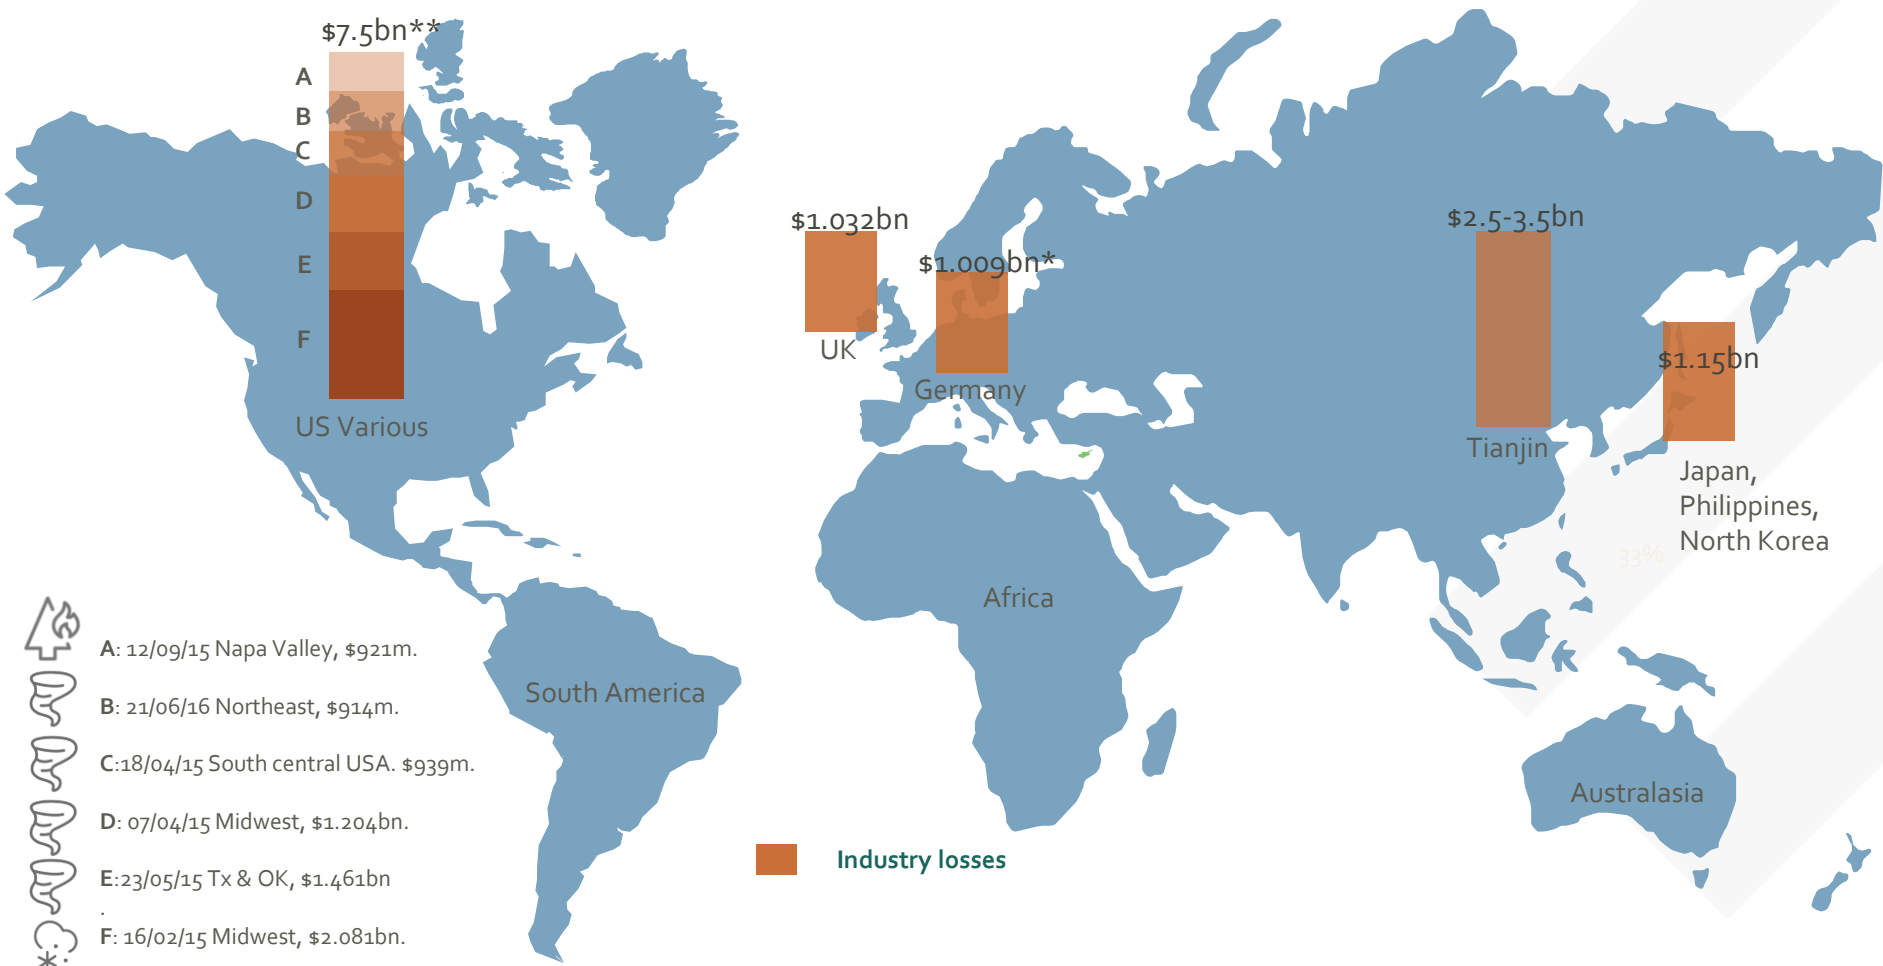 $7.5bn**
A
B
C
D
E
F
US Various
$1.032bn
UK
$1.009bn*
Germany
$2.5-3.5bn
Tianjin
$1.15bn
Japan,
Philippines,
North Korea
33%
Africa
South America
Australasia
A: 12/09/15 Napa Valley, $921m.
B: 21/06/16 Northeast, $914m.
C:18/04/15 South central USA. $939m.
D: 07/04/15 Midwest, $1.204bn.
E:23/05/15 Tx & OK, $1.461bn
.
F: 16/02/15 Midwest, $2.081bn.
Industry losses